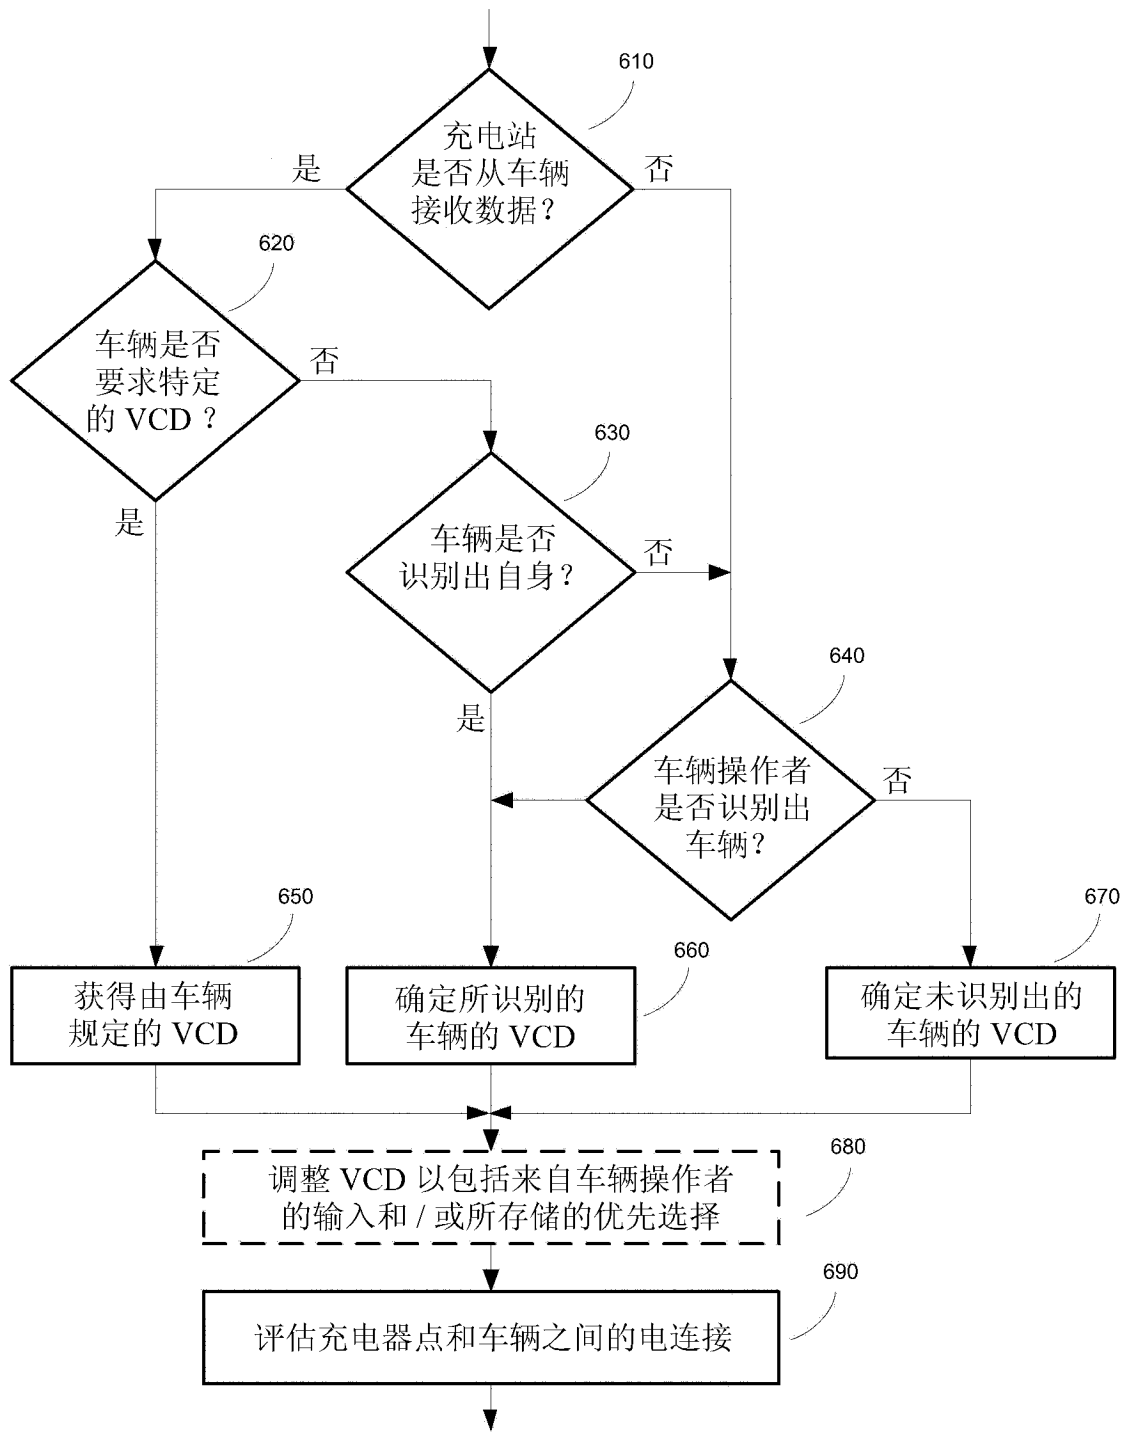 610
充电站
是否从车辆
接收数据？
是
否
620
车辆是否
要求特定
的 VCD ？
否
是
630
车辆是否
识别出自身？
否
是
640
车辆操作者
是否识别出
车辆？
否
650
获得由车辆
规定的 VCD
660
确定所识别的
车辆的 VCD
670
确定未识别出的
车辆的 VCD
680
调整 VCD 以包括来自车辆操作者
的输入和 / 或所存储的优先选择
690
评估充电器点和车辆之间的电连接